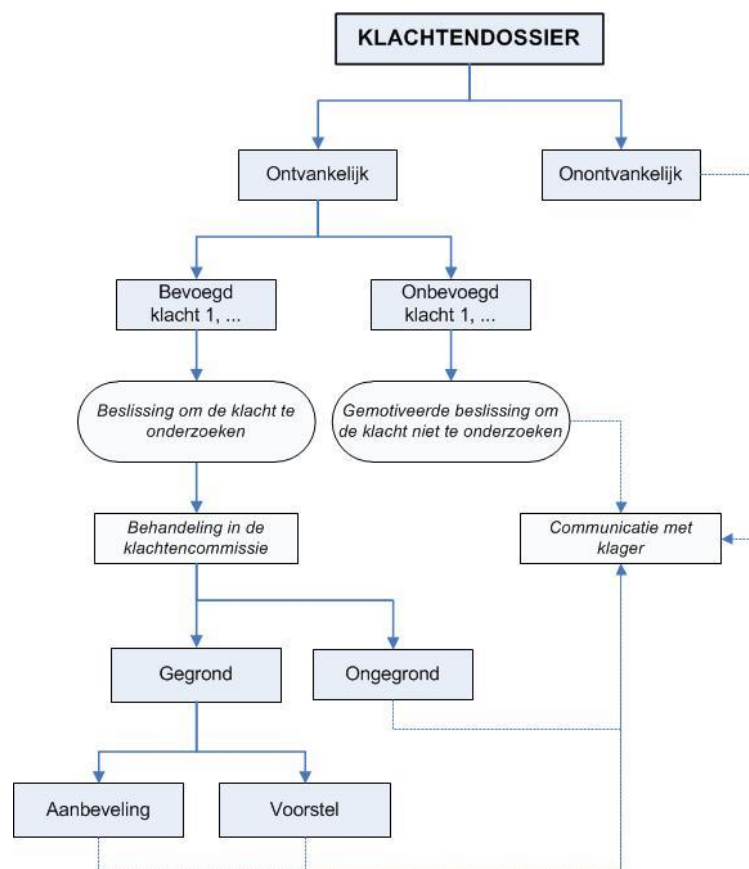 KLACHTENDOSSIER
Ontvankelijk
Onontvankelijk
Bevoegd
klacht 1, ...
Onbevoegd
klacht 1, ...
Beslissing om de klacht te
onderzoeken
Gemotiveerde beslissing om
de klacht niet te onderzoeken
Behandeling in de
klachtencommissie
Communicatie met
klager
Gegrond
Ongegrond
Aanbeveling
Voorstel